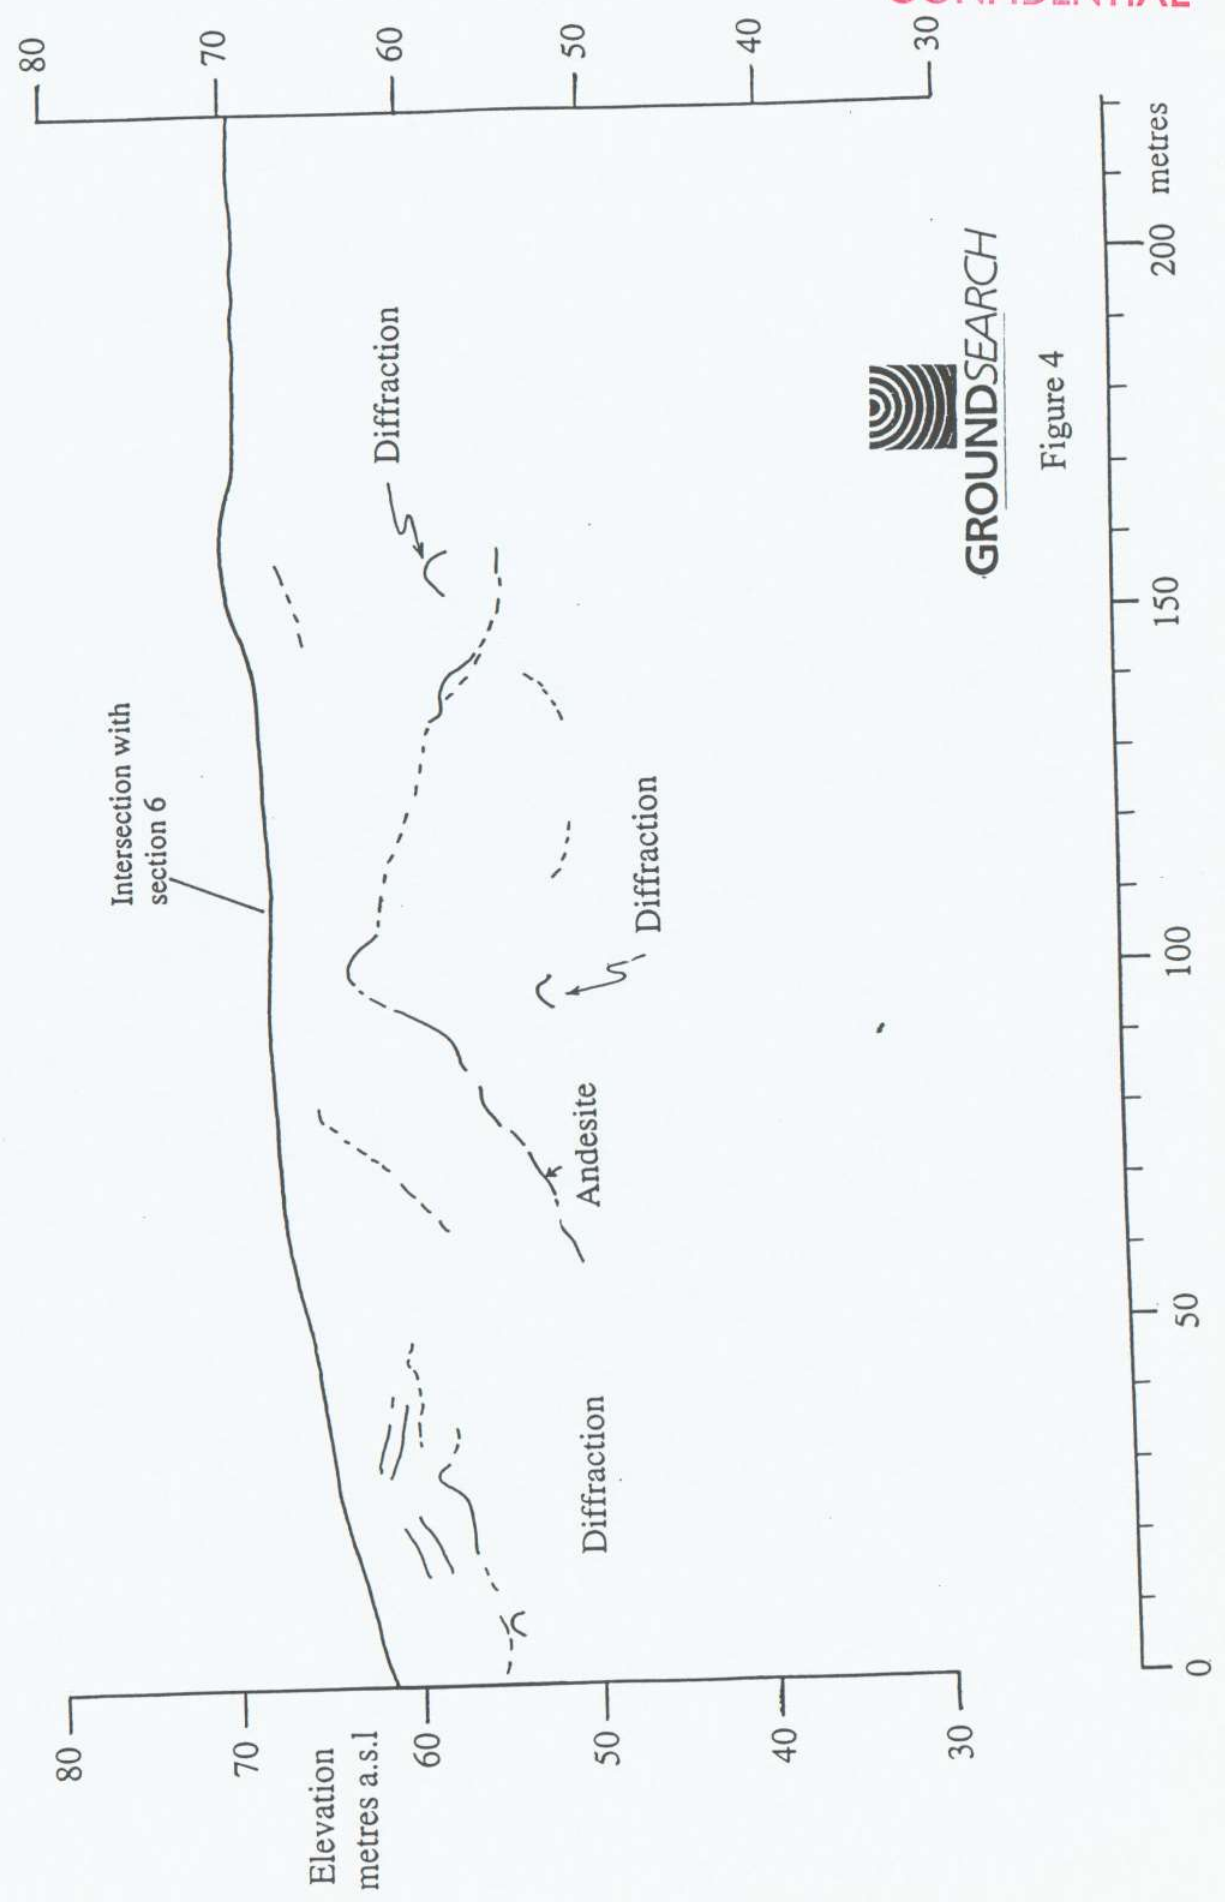 CONFIDENTIAL
80
70
60
50
40
30
Elevation
metres a.s.l
Intersection with
section 6
Diffraction
Diffraction
Andesite
Diffraction
80
70
60
50
40
30
GROUNDSEARCH
Figure 4
0
50
100
150
200
metres